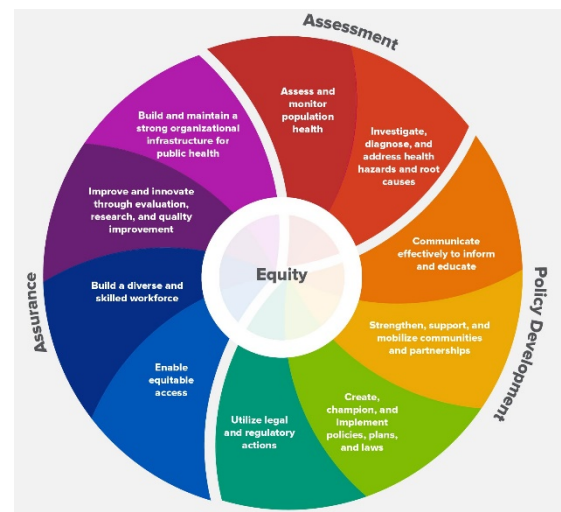 Assessment
Assess and
monitor
population
health
Investigate,
diagnose, and
address health
hazards and root
causes
Communicate
effectively to inform
and educate
Strengthen, support, and
mobilize communities
and partnerships
Create,
champion, and
implement
policies, plans,
and laws
Policy Development
Utilize legal
and regulatory
actions
Enable
equitable
access
Build a diverse and
skilled workforce
Improve and innovate
through evaluation,
research, and quality
improvement
Build and maintain a
strong organizational
infrastructure for
public health
Assurance
Equity